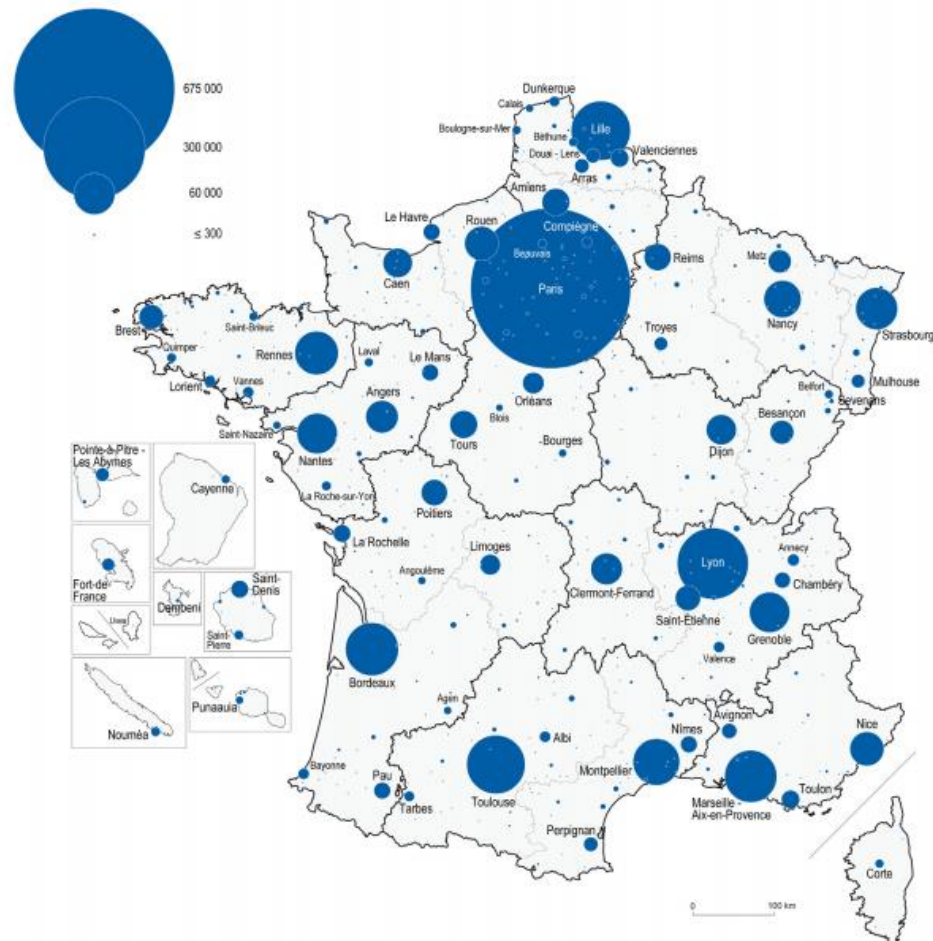 675 000
300 000
60 000
≤ 300
Dunkerque
Calais
Boulogne-sur-Mer
Béthune
Lille
Douai - Lens
Valenciennes
Arras
Amiens
Le Havre
Rouen
Compiègne
Beauvais
Reims
Metz
Caen
Paris
Nancy
Strasbourg
Brest
Saint-Brieuc
Troyes
Quimper
Rennes
Laval
Le Mans
Lorient
Vannes
Angers
Orléans
Blois
Belfort
Mulhouse
Sevenans
Besançon
Saint-Nazaire
Nantes
Tours
Bourges
Dijon
Pointe-à-Pitre -
Les Abymes
Cayenne
La Roche-sur-Yon
Poitiers
La Rochelle
Limoges
Angoulême
Clermont-Ferrand
Lyon
Annecy
Chambéry
Saint-Étienne
Grenoble
Valence
Fort-de-
France
Dembeni
Saint-
Denis
Saint-
Pierre
Uvea
Bordeaux
Nouméa
Punaauia
Agen
Albi
Nîmes
Avignon
Nice
Bayonne
Pau
Tarbes
Toulouse
Montpellier
Marseille -
Aix-en-Provence
Toulon
Perpignan
Corte
0 100 km